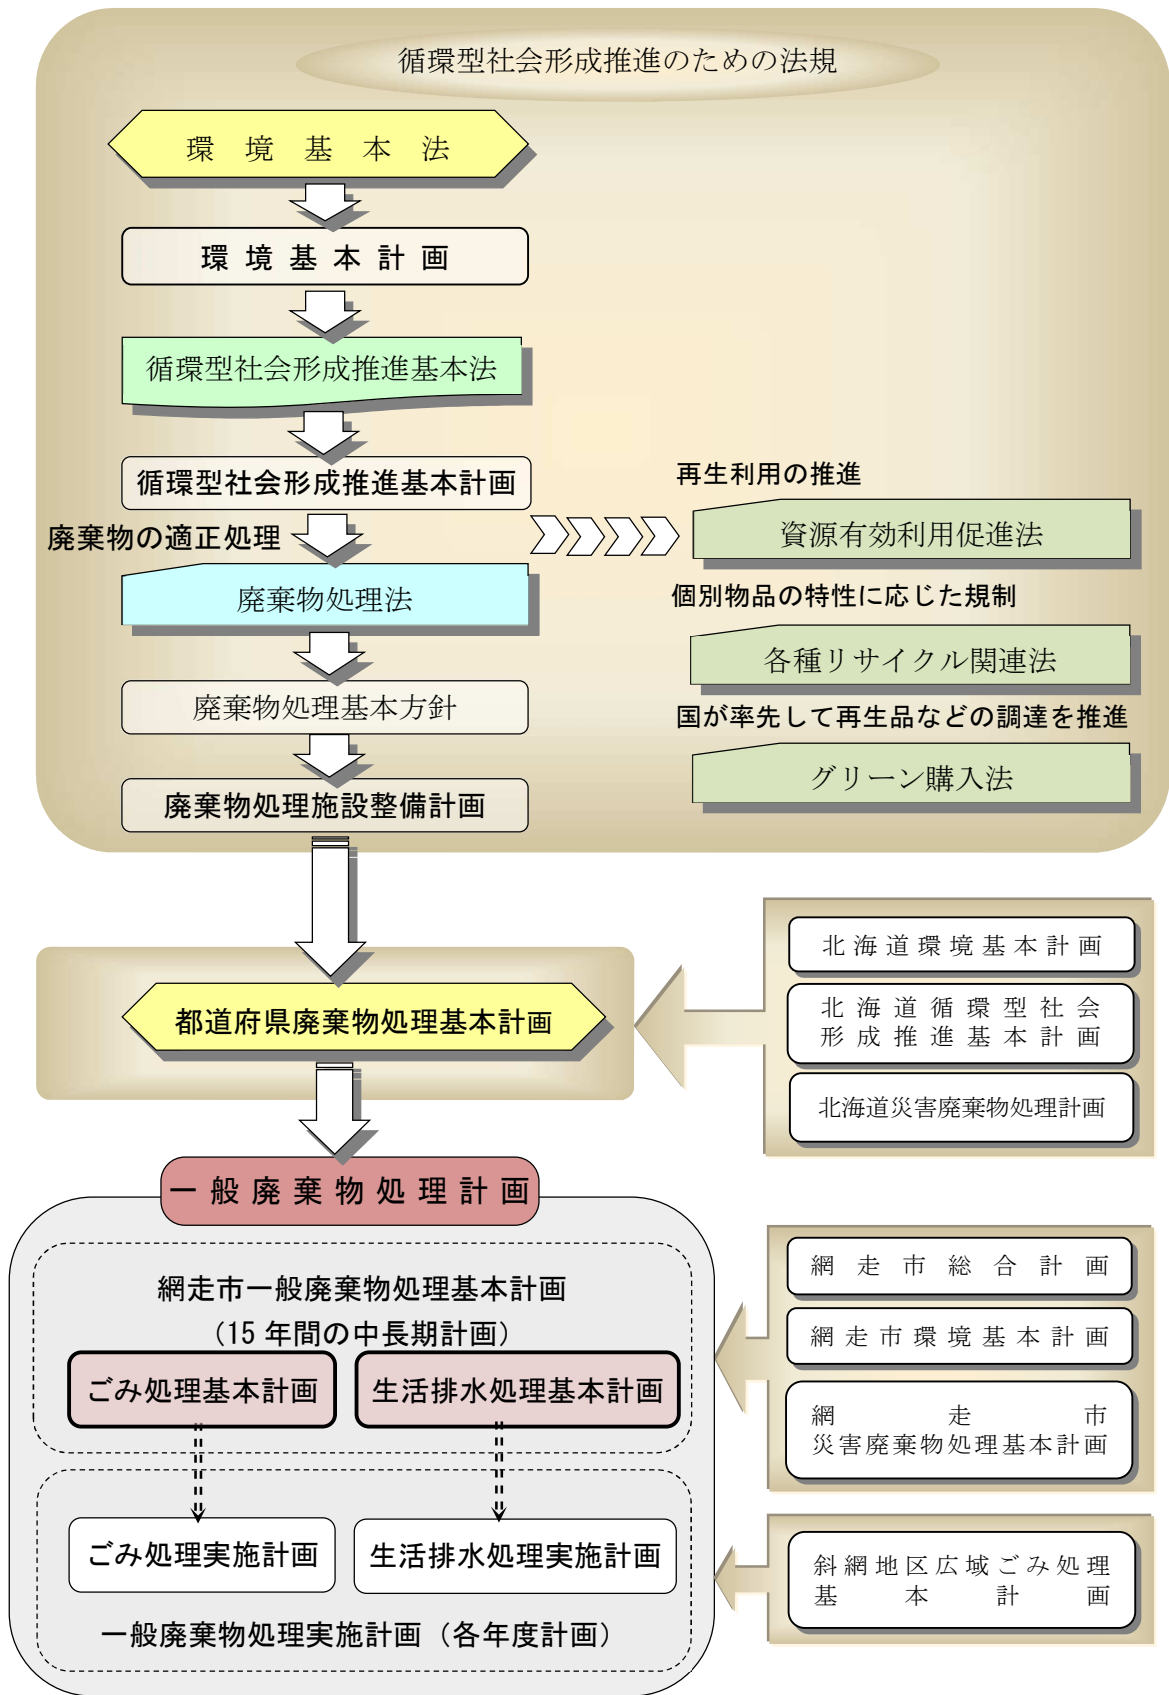 循環型社会形成推進のための法規
環境基本法
環境基本計画
循環型社会形成推進基本法
循環型社会形成推進基本計画
廃棄物の適正処理
廃棄物処理法
廃棄物処理基本方針
廃棄物処理施設整備計画
再生利用の推進
資源有効利用促進法
個別物品の特性に応じた規制
各種リサイクル関連法
国が率先して再生品などの調達を推進
グリーン購入法
都道府県廃棄物処理基本計画
北海道環境基本計画
北海道循環型社会
形成推進基本計画
北海道災害廃棄物処理計画
一般廃棄物処理計画
網走市一般廃棄物処理基本計画
（15年間の中長期計画）
ごみ処理基本計画
生活排水処理基本計画
ごみ処理実施計画
生活排水処理実施計画
一般廃棄物処理実施計画（各年度計画）
網走市総合計画
網走市環境基本計画
網走市
災害廃棄物処理基本計画
斜網地区広域ごみ処理
基本計画